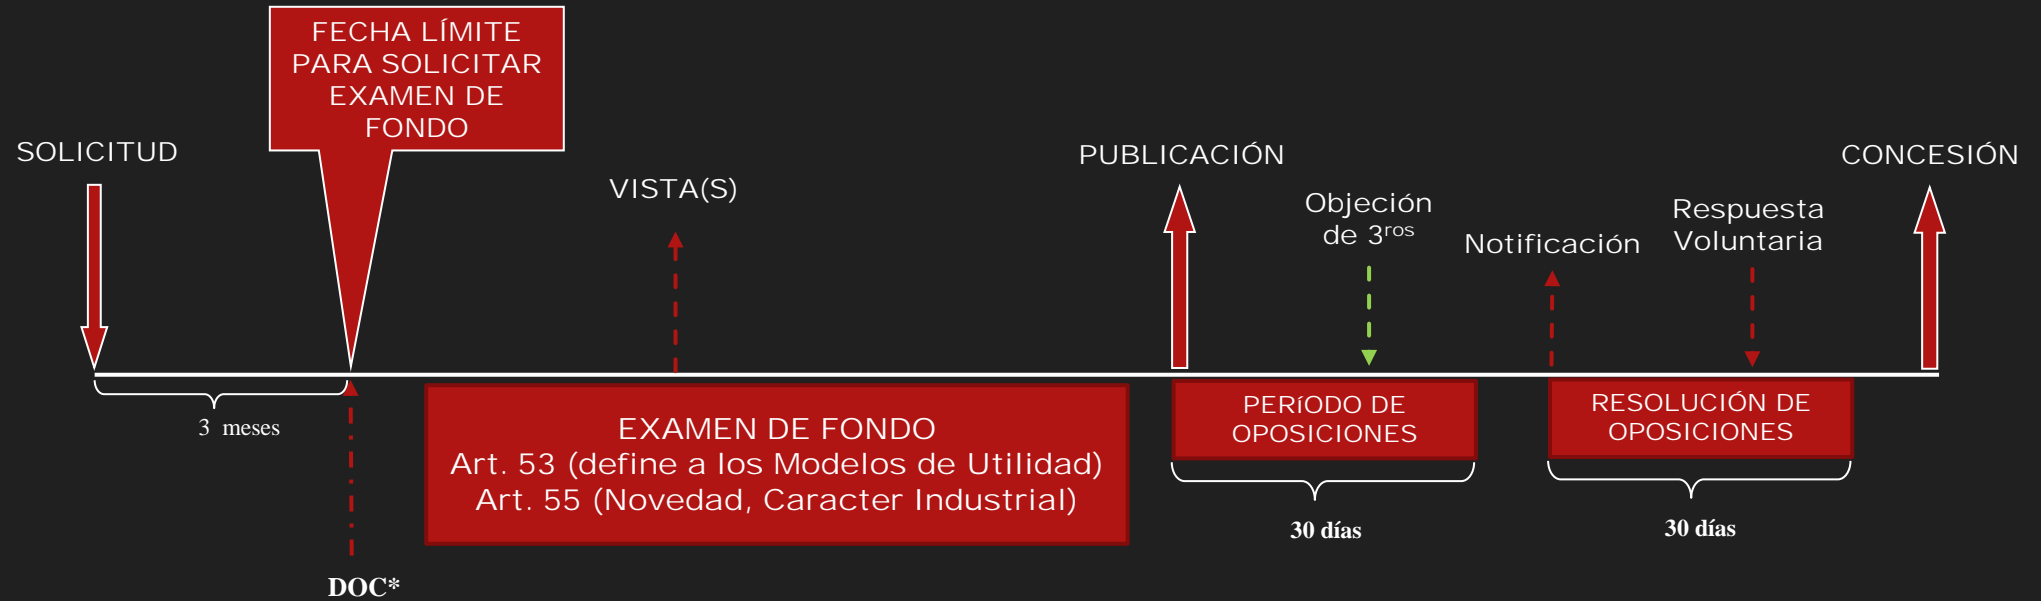 FECHA LÍMITE
PARA SOLICITAR
EXAMEN DE
FONDO
SOLICITUD
VISTA(S)
PUBLICACIÓN
Objeción
de 3ros
Notificación
Respuesta
Voluntaria
CONCESIÓN
3 meses
DOC*
EXAMEN DE FONDO
Art. 53 (define a los Modelos de Utilidad)
Art. 55 (Novedad, Caracter Industrial)
PERíODO DE
OPOSICIONES
30 días
RESOLUCIÓN DE
OPOSICIONES
30 días